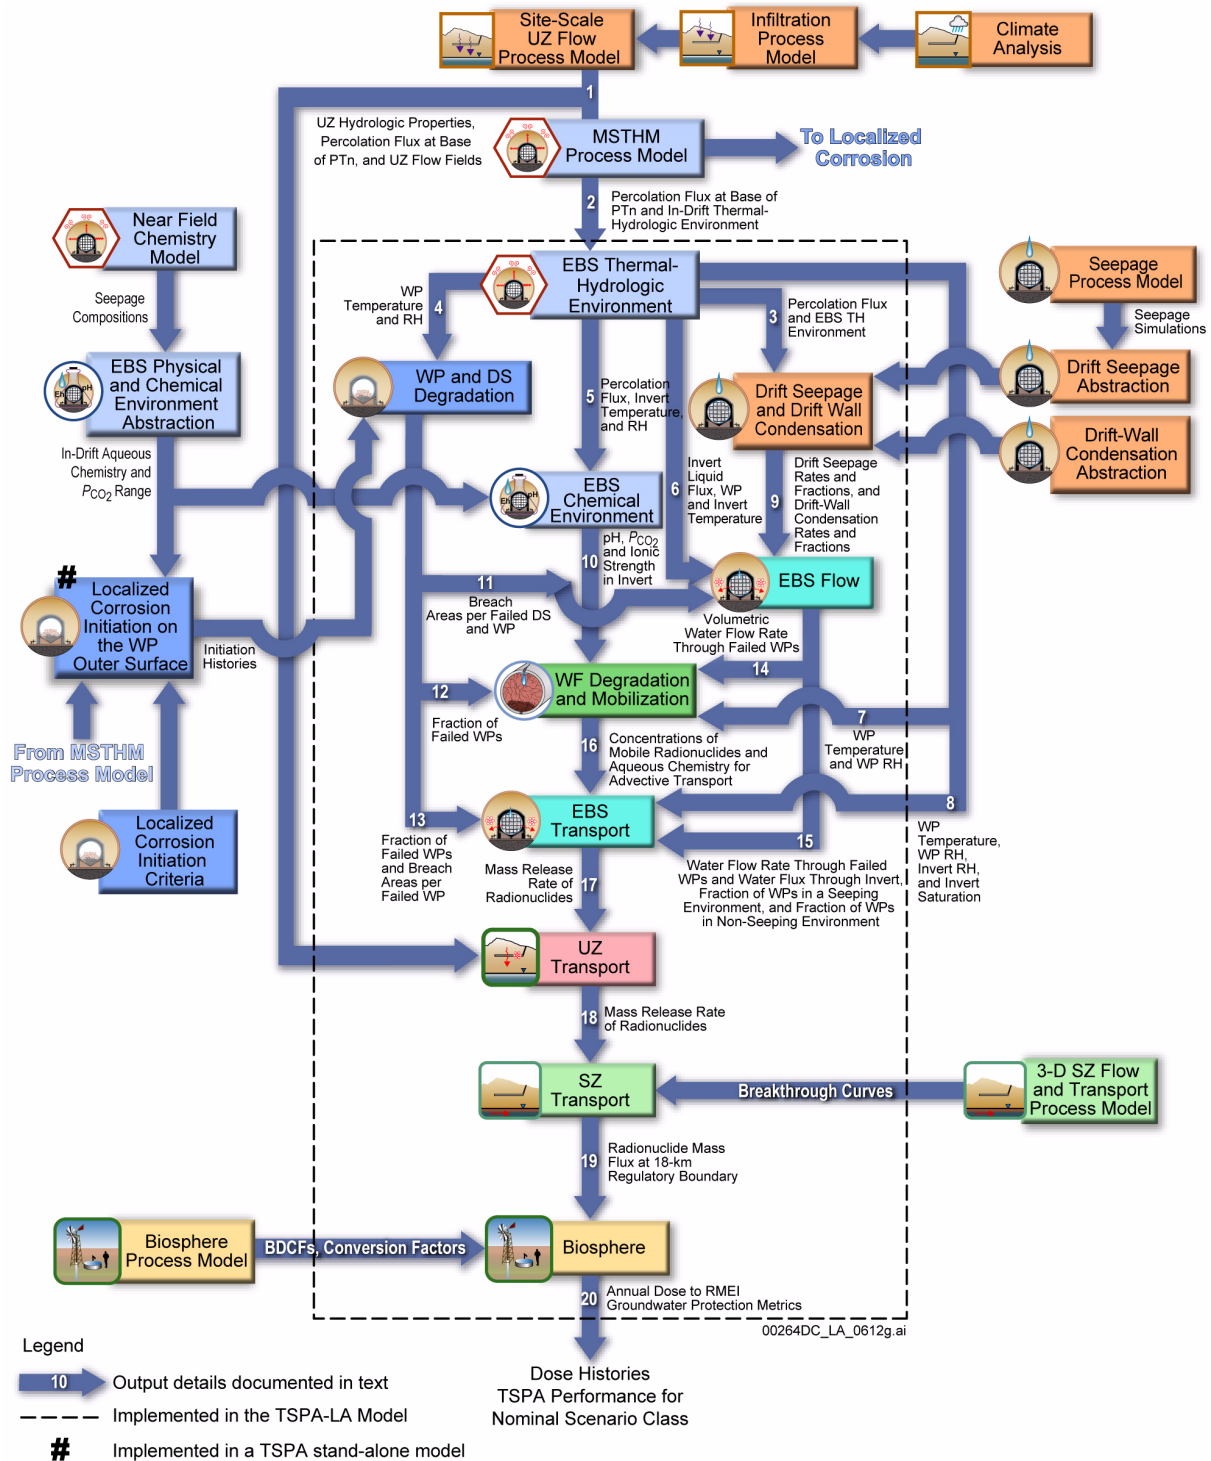 Site-Scale
UZ Flow
Process Model
Infiltration
Process
Model
Climate
Analysis
1
UZ Hydrologic Properties,
Percolation Flux at Base
of PTn, and UZ Flow Fields
MSTHM
Process Model
To Localized
Corrosion
2
Percolation Flux at Base of
PTn and In-Drift Thermal-
Hydrologic Environment
Near Field
Chemistry
Model
EBS Thermal-
Hydrologic
Environment
Seepage
Process Model
Seepage
Compositions
WP
Temperature
and RH
4
3
Percolation Flux
and EBS TH
Environment
Seepage
Simulations
EBS Physical
and Chemical
Environment
Abstraction
Eh
pH
WP and DS
Degradation
5
Percolation
Flux, Invert
Temperature,
and RH
Drift Seepage
and Drift Wall
Condensation
Drift Seepage
Abstraction
Drift-Wall
Condensation
Abstraction
In-Drift Aqueous
Chemistry and
PCO2 Range
EBS
Chemical
Environment
Eh
pH
6
Invert
Liquid
Flux, WP
and Invert
Temperature
9
Drift Seepage
Rates and
Fractions, and
Drift-Wall
Condensation
Rates and
Fractions
10
pH, PCO2
and Ionic
Strength
in Invert
#
Localized
Corrosion
Initiation on
the WP
Outer Surface
11
Breach
Areas per Failed DS
and WP
EBS Flow
Initiation
Histories
Volumetric
Water Flow Rate
Through Failed WPs
14
12
Fraction of
Failed WPs
WF Degradation
and Mobilization
7
WP
Temperature
and WP RH
From MSTHM
Process Model
16
Concentrations of
Mobile Radionuclides and
Aqueous Chemistry for
Advective Transport
Localized
Corrosion
Initiation
Criteria
13
Fraction of
Failed WPs
and Breach
Areas per
Failed WP
EBS
Transport
8
WP
Temperature,
WP RH,
Invert RH,
and Invert
Saturation
15
Water Flow Rate Through Failed
WPs and Water Flux Through Invert,
Fraction of WPs in a Seeping
Environment, and Fraction of WPs
in Non-Seeping Environment
Mass Release
Rate of
Radionuclides
17
UZ
Transport
18
Mass Release Rate
of Radionuclides
SZ
Transport
Breakthrough Curves
3-D SZ Flow
and Transport
Process Model
19
Radionuclide Mass
Flux at 18-km
Regulatory Boundary
Biosphere
Process Model
BDCFs, Conversion Factors
Biosphere
20
Annual Dose to RMEI
Groundwater Protection Metrics
00264DC_LA_0612g.ai
Dose Histories
TSPA Performance for
Nominal Scenario Class
Legend
10
Output details documented in text
Implemented in the TSPA-LA Model
#
Implemented in a TSPA stand-alone model